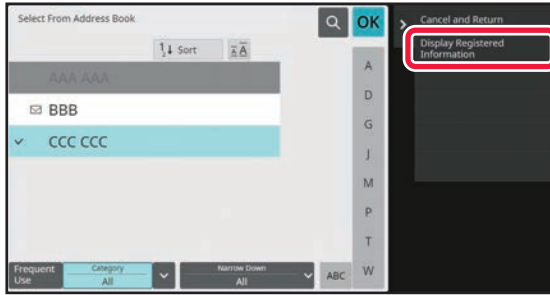 Select From Address Book
OK
Cancel and Return
Display Registered
Information
Sort
A A
AAA AAA
BBB
CCC CCC
A
D
G
J
M
P
T
W
Frequent
Use
Category
All
Narrow Down
All
ABC